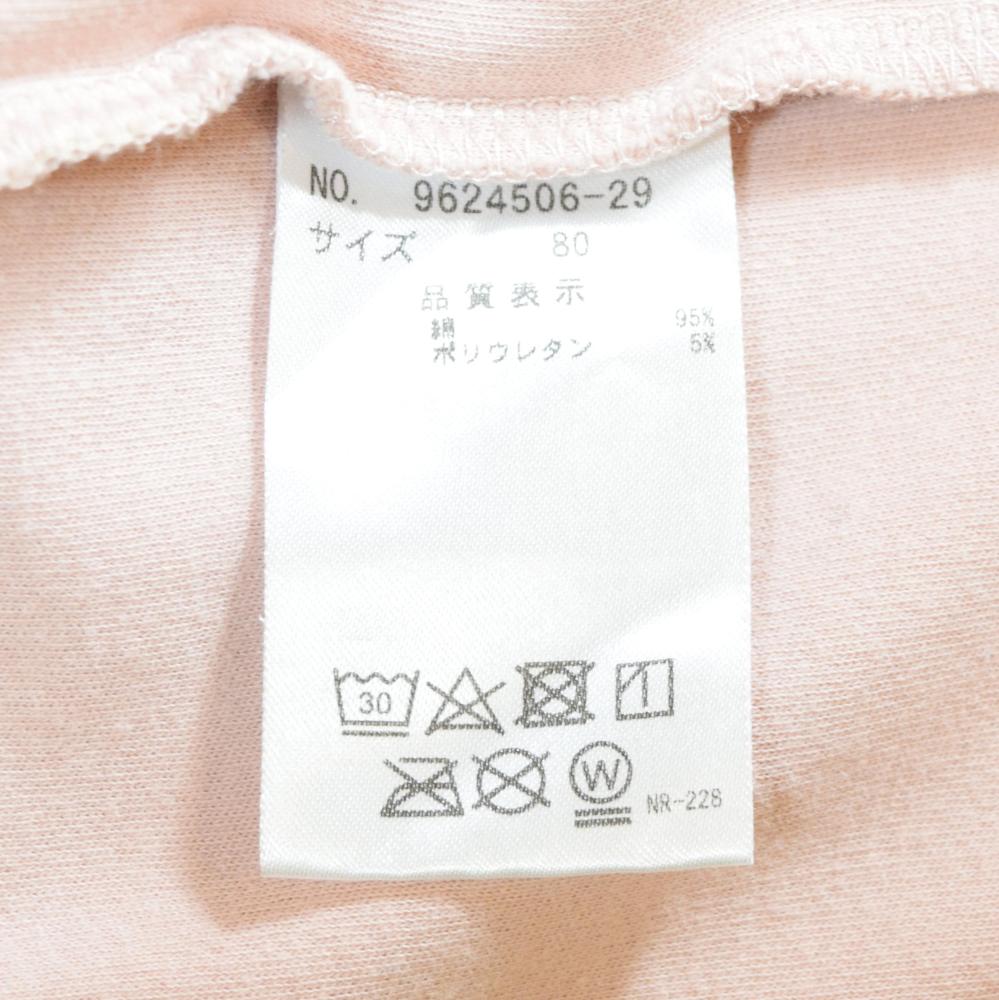 NO. 9624506-29
サイズ 80
品質表示
綿 95%
ポリウレタン 5%
30
W
NR-228